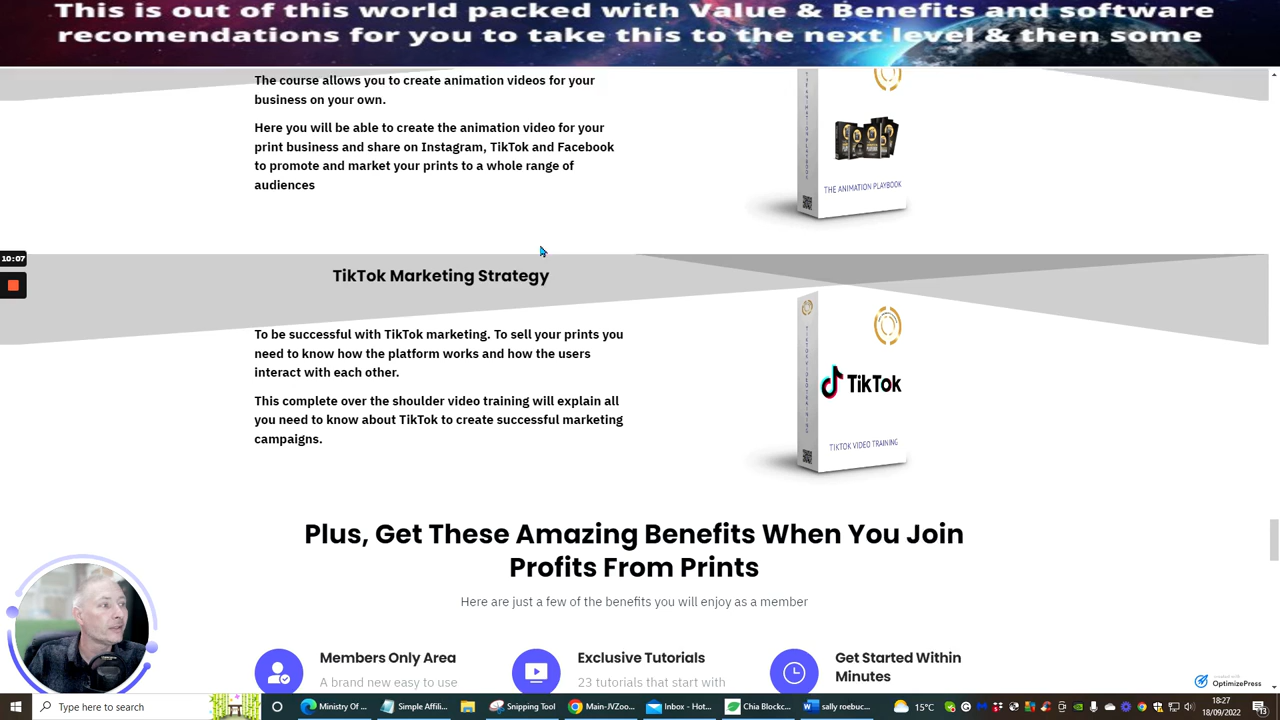 This is out of this world packed with Value & Benefits and software
recomendations for you to take this to the next level & then some
The course allows you to create animation videos for your
business on your own.
Here you will be able to create the animation video for your
print business and share on Instagram, TikTok and Facebook
to promote and market your prints to a whole range of
audiences
THE ANIMATION PLAYBOOK
THE ANIMATION PLAYBOOK
10:07
TikTok Marketing Strategy
To be successful with TikTok marketing. To sell your prints you
need to know how the platform works and how the users
interact with each other.
This complete over the shoulder video training will explain all
you need to know about TikTok to create successful marketing
campaigns.
TIKTOK VIDEO TRAINING
TikTok
TIKTOK VIDEO TRAINING
Plus, Get These Amazing Benefits When You Join
Profits From Prints
Here are just a few of the benefits you will enjoy as a member
Members Only Area
A brand new easy to use
Exclusive Tutorials
23 tutorials that start with
Get Started Within
Minutes
OptimizePress
Type here to search
Ministry Of ...
Simple Affili...
Snipping Tool
Main-JVZoo...
Inbox - Hot...
Chia Blockc...
sally roebuc...
15°C
18:27
18/09/2022